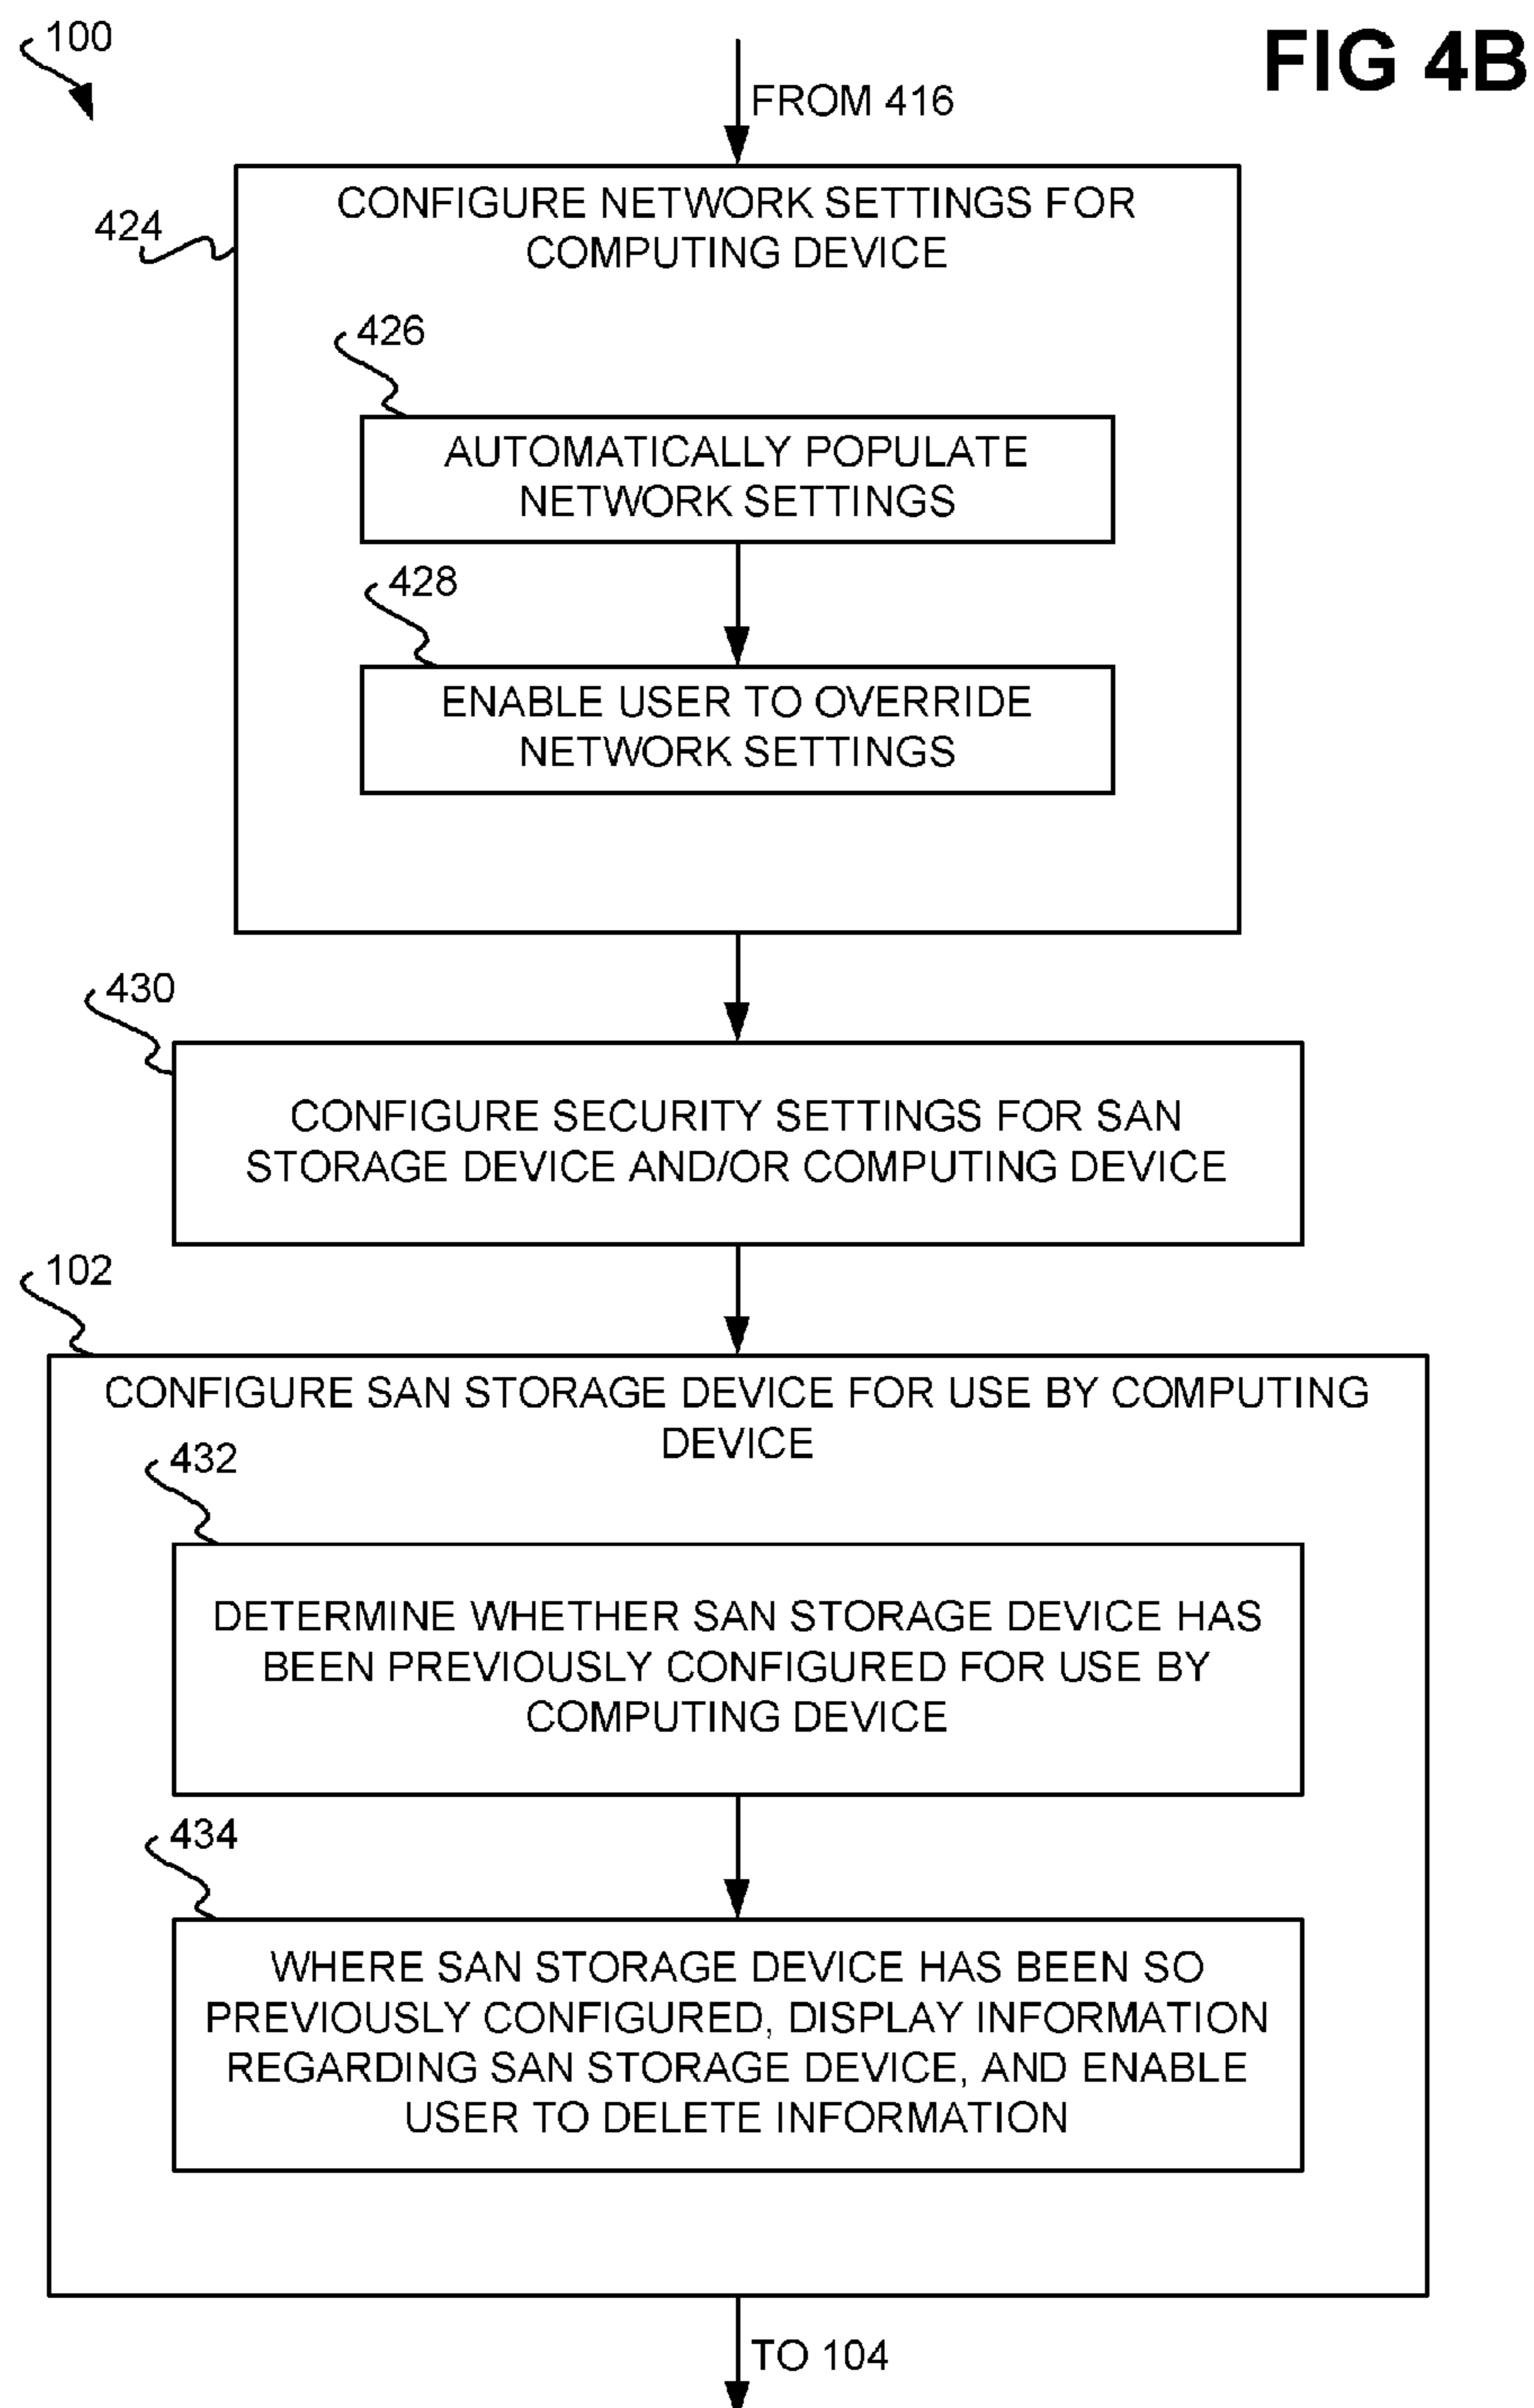 100
FIG 4B
FROM 416
424
CONFIGURE NETWORK SETTINGS FOR
COMPUTING DEVICE
426
AUTOMATICALLY POPULATE
NETWORK SETTINGS
428
ENABLE USER TO OVERRIDE
NETWORK SETTINGS
430
CONFIGURE SECURITY SETTINGS FOR SAN
STORAGE DEVICE AND/OR COMPUTING DEVICE
102
CONFIGURE SAN STORAGE DEVICE FOR USE BY COMPUTING
DEVICE
432
DETERMINE WHETHER SAN STORAGE DEVICE HAS
BEEN PREVIOUSLY CONFIGURED FOR USE BY
COMPUTING DEVICE
434
WHERE SAN STORAGE DEVICE HAS BEEN SO
PREVIOUSLY CONFIGURED, DISPLAY INFORMATION
REGARDING SAN STORAGE DEVICE, AND ENABLE
USER TO DELETE INFORMATION
TO 104